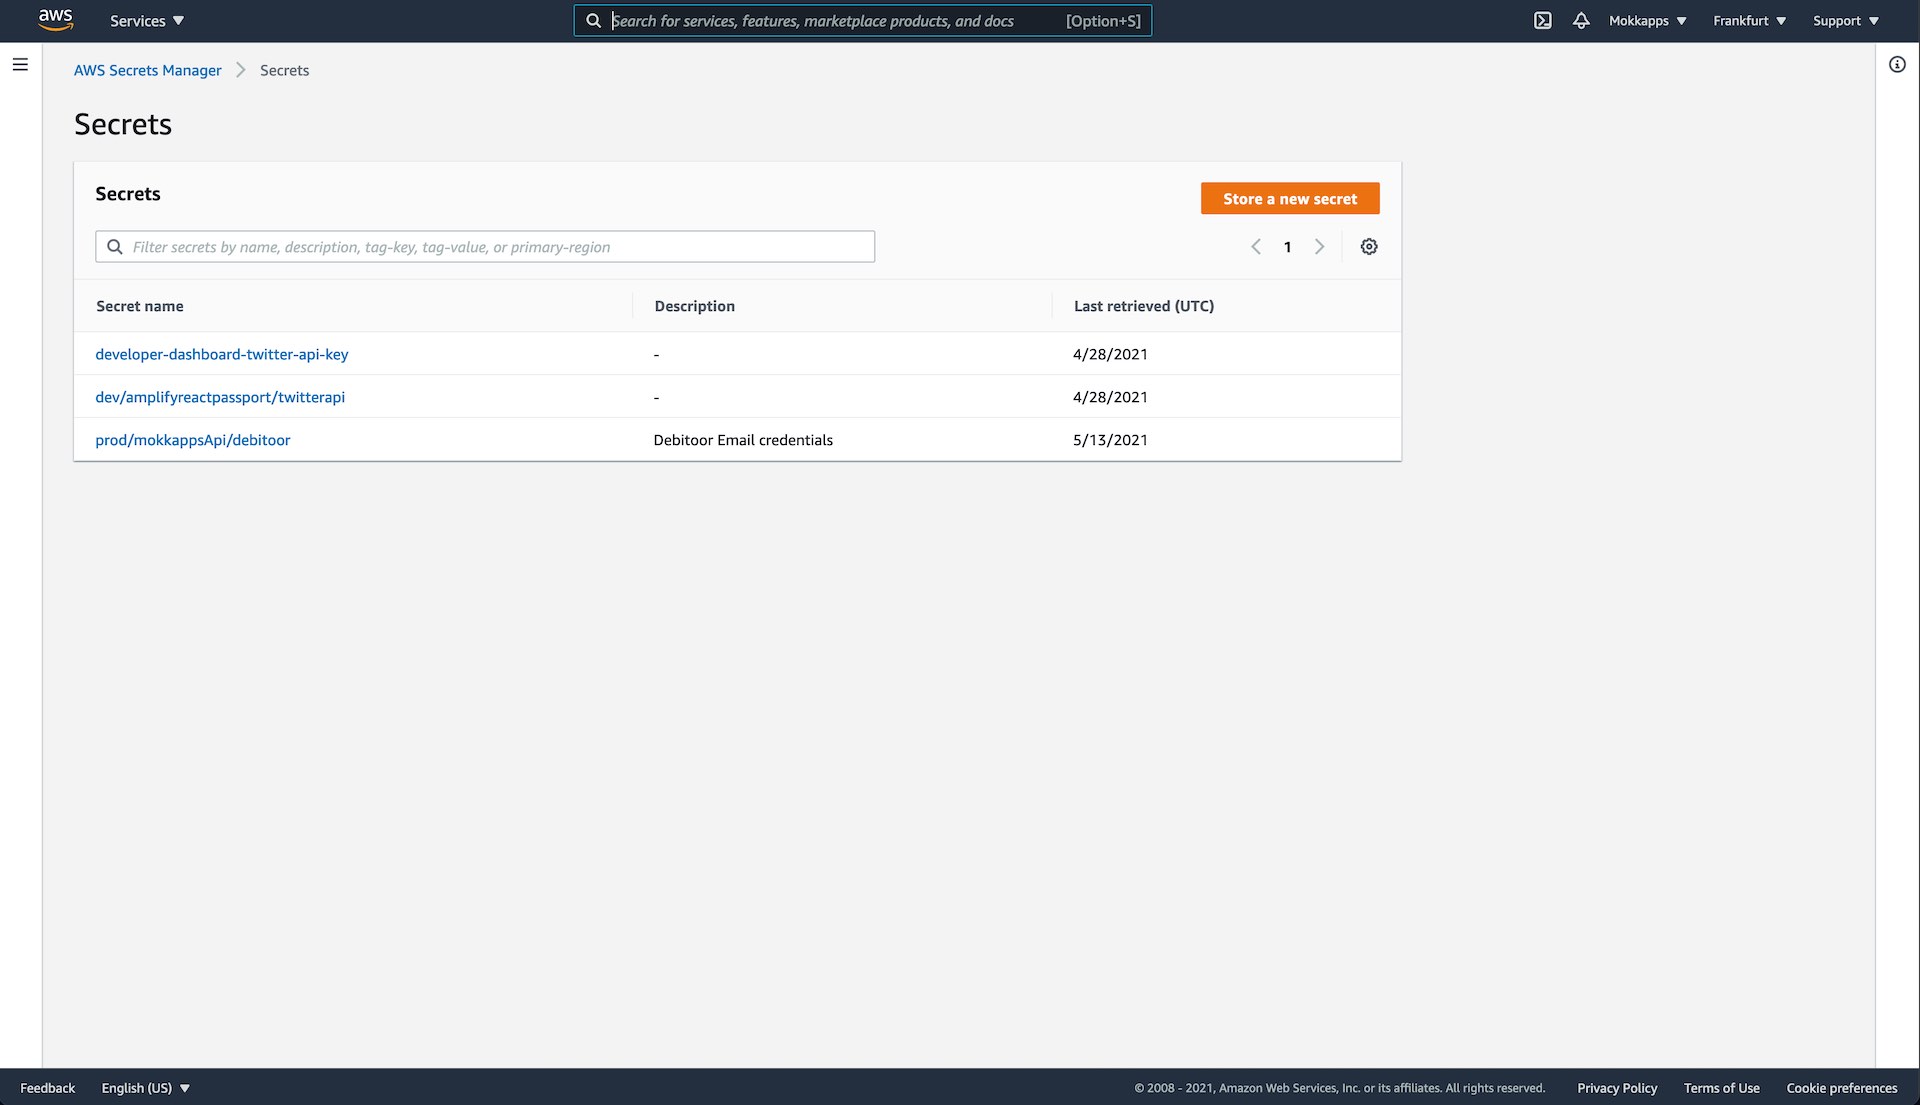 aws Services Search for services, features, marketplace products, and docs [Option+S] Mokkapps Frankfurt Support
AWS Secrets Manager Secrets
Secrets
Secrets Store a new secret
Filter secrets by name, description, tag-key, tag-value, or primary-region 1
Secret name Description Last retrieved (UTC)
developer-dashboard-twitter-api-key - 4/28/2021
dev/amplifyreactpassport/twitterapi - 4/28/2021
prod/mokkappsApi/debitoor Debitoor Email credentials 5/13/2021
Feedback English (US) © 2008 - 2021, Amazon Web Services, Inc. or its affiliates. All rights reserved. Privacy Policy Terms of Use Cookie preferences